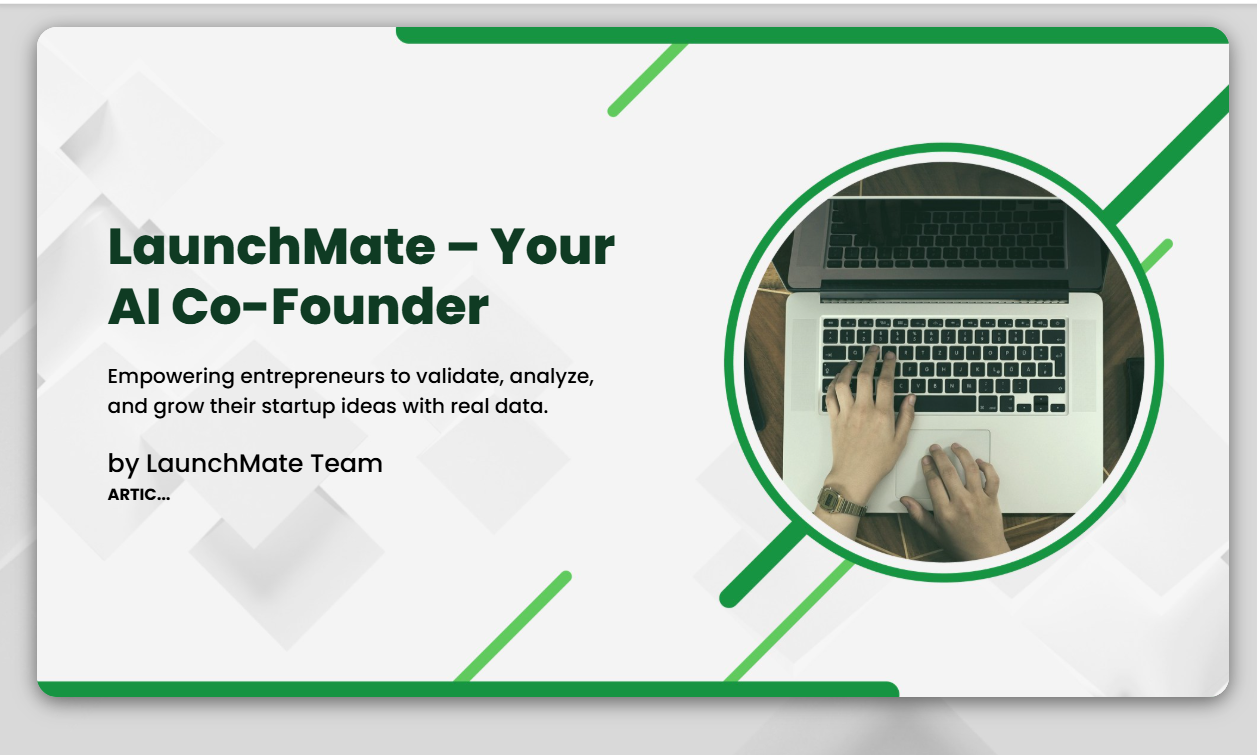 LaunchMate – Your
AI Co-Founder
Empowering entrepreneurs to validate, analyze,
and grow their startup ideas with real data.
by LaunchMate Team
ARTIC...